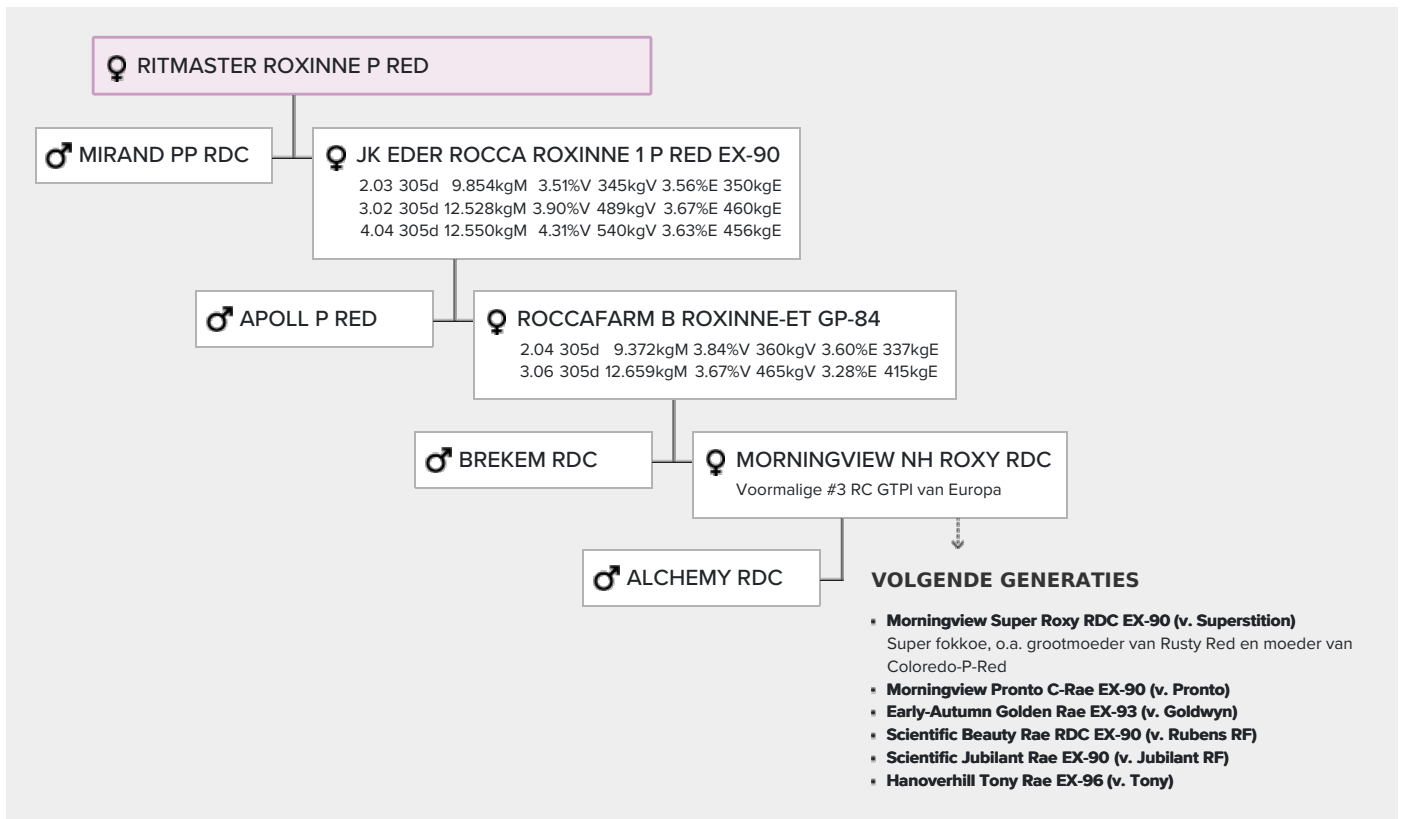 RITMASTER ROXINNE P RED
MIRAND PP RDC
JK EDER ROCCA ROXINNE 1 P RED EX-90
2.03 305d 9.854kgM 3.51%V 345kgV 3.56%E 350kgE
3.02 305d 12.528kgM 3.90%V 489kgV 3.67%E 460kgE
4.04 305d 12.550kgM 4.31%V 540kgV 3.63%E 456kgE
APOLL P RED
ROCCAFARM B ROXINNE-ET GP-84
2.04 305d 9.372kgM 3.84%V 360kgV 3.60%E 337kgE
3.06 305d 12.659kgM 3.67%V 465kgV 3.28%E 415kgE
BREKEM RDC
MORNINGVIEW NH ROXY RDC
Voormalige #3 RC GTPI van Europa
ALCHEMY RDC
VOLGENDE GENERATIES
Morningview Super Roxy RDC EX-90 (v. Superstition)
Super fokkoe, o.a. grootmoeder van Rusty Red en moeder van
Coloredo-P-Red
Morningview Pronto C-Rae EX-90 (v. Pronto)
Early-Autumn Golden Rae EX-93 (v. Goldwyn)
Scientific Beauty Rae RDC EX-90 (v. Rubens RF)
Scientific Jubilant Rae EX-90 (v. Jubilant RF)
Hanoverhill Tony Rae EX-96 (v. Tony)